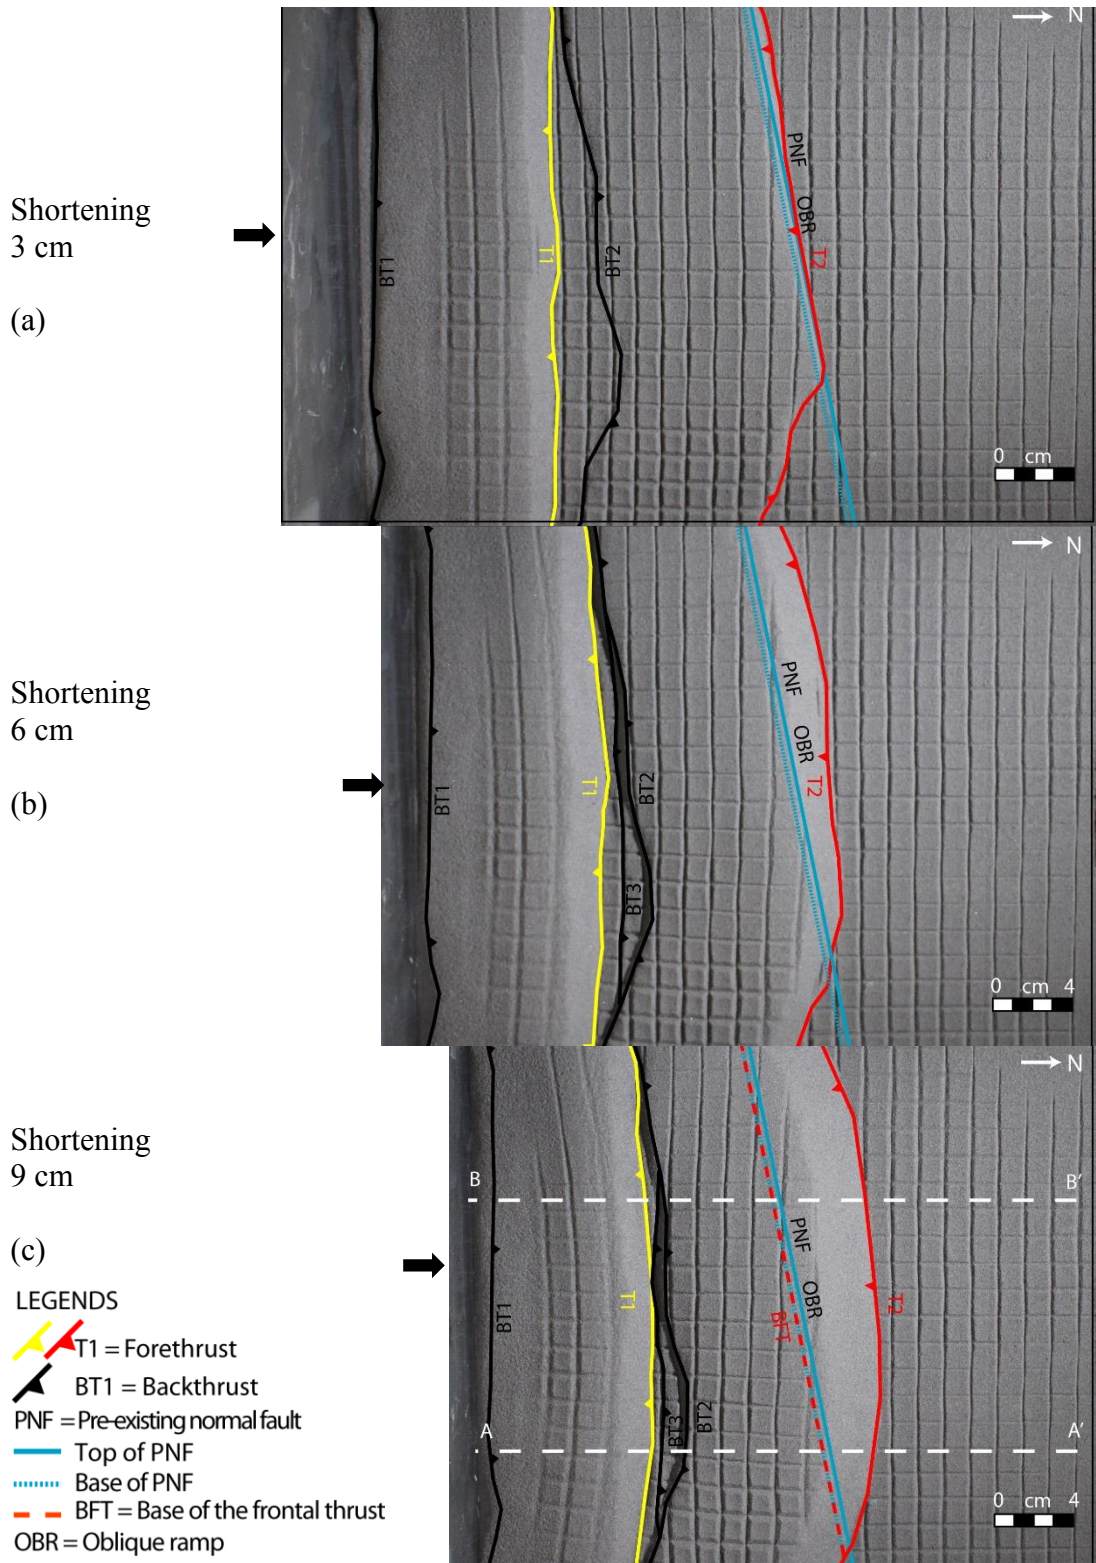 N
Shortening
3 cm
(a)
BT1
T1
BT2
PNF
OBR
T2
0 cm
N
Shortening
6 cm
(b)
BT1
T1
BT2
BT3
PNF
OBR
T2
0 cm 4
N
Shortening
9 cm
(c)
B
B'
BT1
T1
BT3
BT2
PNF
OBR
BFT
T2
A
A'
0 cm 4
LEGENDS
T1 = Forethrust
BT1 = Backthrust
PNF = Pre-existing normal fault
Top of PNF
Base of PNF
BFT = Base of the frontal thrust
OBR = Oblique ramp